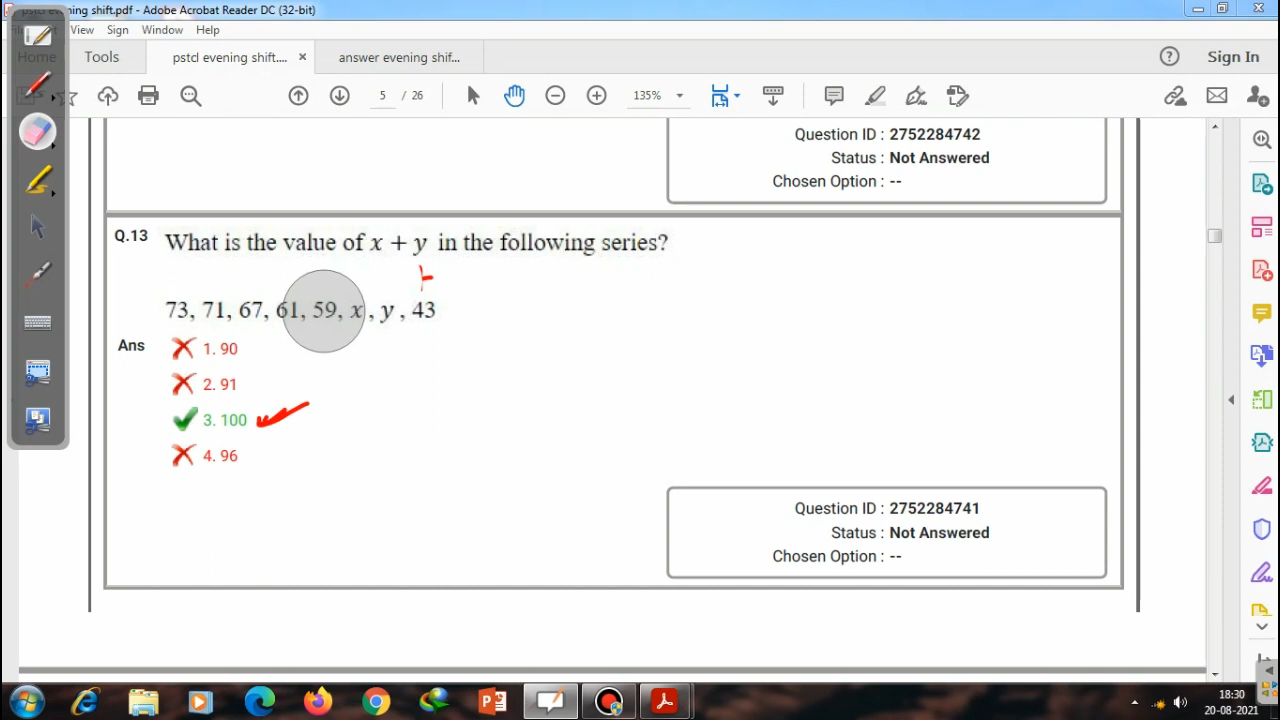 pstcl evening shift.pdf - Adobe Acrobat Reader DC (32-bit)
View Sign Window Help
Home Tools pstcl evening shift.... × answer evening shif... Sign In
5 / 26 135%
Question ID : 2752284742
Status : Not Answered
Chosen Option : --
Q.13 What is the value of x + y in the following series?
73, 71, 67, 61, 59, x , y , 43
Ans 1. 90
2. 91
3. 100
4. 96
Question ID : 2752284741
Status : Not Answered
Chosen Option : --
18:30
20-08-2021